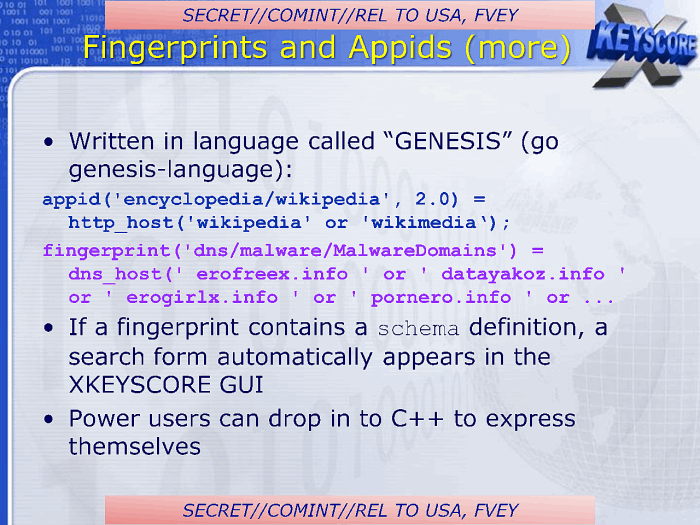 SECRET//COMINT//REL TO USA, FVEY
Fingerprints and Appids (more)
X KEYSCORE
• Written in language called “GENESIS” (go
genesis-language):
appid('encyclopedia/wikipedia', 2.0) =
http_host('wikipedia' or 'wikimedia‘);
fingerprint('dns/malware/MalwareDomains') =
dns_host(' erofreex.info ' or ' datayakoz.info '
or ' erogirlx.info ' or ' pornero.info ' or ...
• If a fingerprint contains a schema definition, a
search form automatically appears in the
XKEYSCORE GUI
• Power users can drop in to C++ to express
themselves
SECRET//COMINT//REL TO USA, FVEY